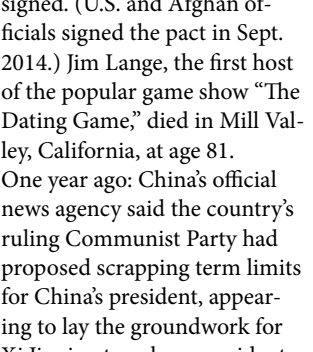 signed. (U.S. and Afghan of-
ficials signed the pact in Sept.
2014.) Jim Lange, the first host
of the popular game show “The
Dating Game,” died in Mill Val-
ley, California, at age 81.
One year ago: China’s official
news agency said the country’s
ruling Communist Party had
proposed scrapping term limits
for China’s president, appear-
ing to lay the groundwork for